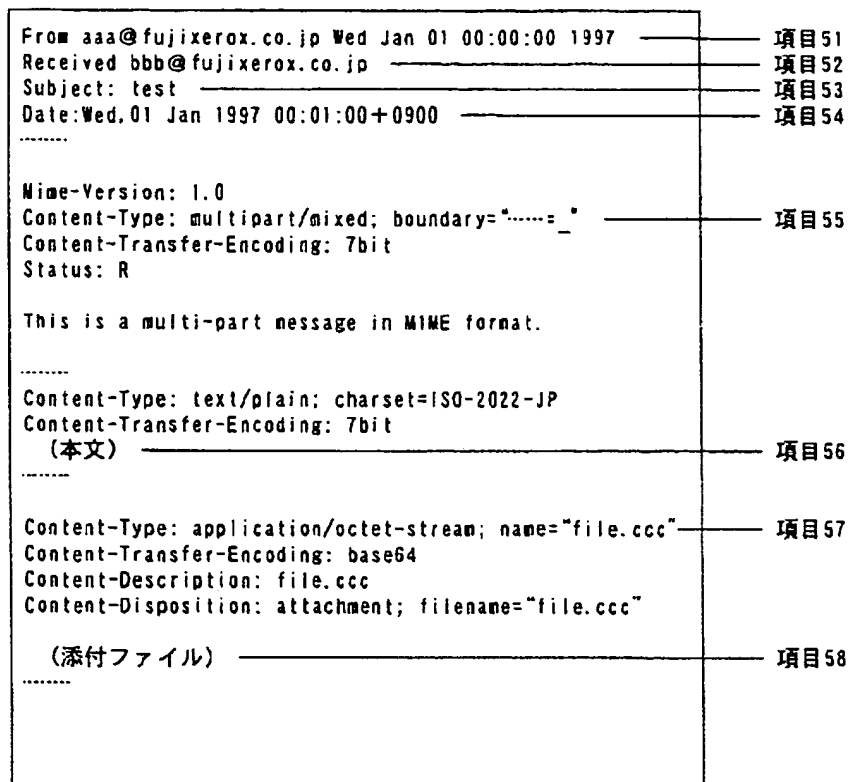 From aaa@fujixerox.co.jp Wed Jan 01 00:00:00 1997 項目51
Received bbb@fujixerox.co.jp 項目52
Subject: test 項目53
Date:Wed,01 Jan 1997 00:01:00+0900 項目54
........
Mime-Version: 1.0
Content-Type: multipart/mixed; boundary="······=_" 項目55
Content-Transfer-Encoding: 7bit
Status: R
This is a multi-part message in MIME format.
........
Content-Type: text/plain; charset=ISO-2022-JP
Content-Transfer-Encoding: 7bit
(本文) 項目56
........
Content-Type: application/octet-stream; name="file.ccc" 項目57
Content-Transfer-Encoding: base64
Content-Description: file.ccc
Content-Disposition: attachment; filename="file.ccc"
(添付ファイル) 項目58
........